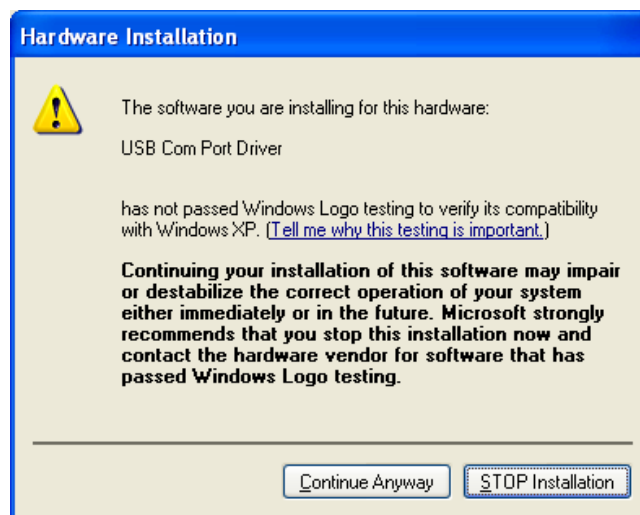 Hardware Installation
The software you are installing for this hardware:
USB Com Port Driver
has not passed Windows Logo testing to verify its compatibility
with Windows XP. (Tell me why this testing is important.)
Continuing your installation of this software may impair
or destabilize the correct operation of your system
either immediately or in the future. Microsoft strongly
recommends that you stop this installation now and
contact the hardware vendor for software that has
passed Windows Logo testing.
Continue Anyway STOP Installation